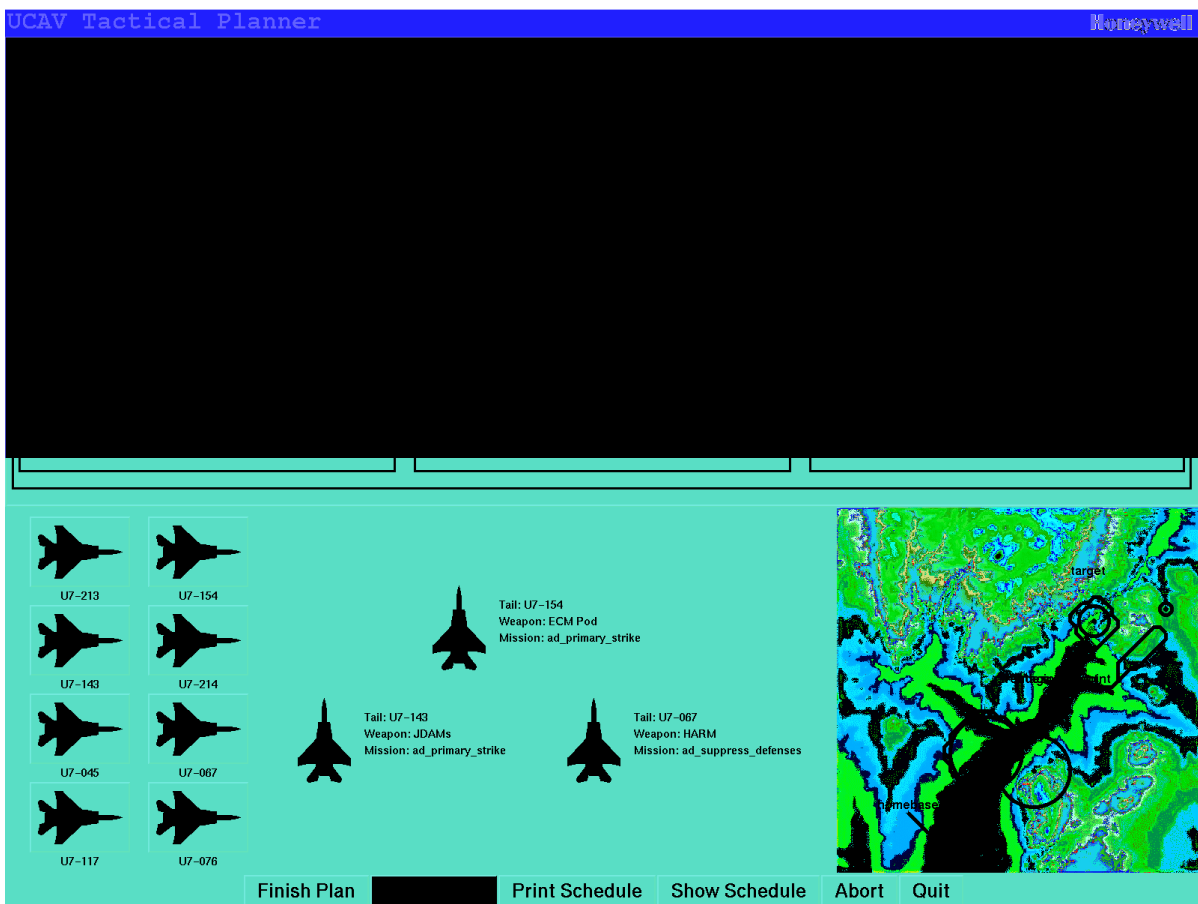 UCAV Tactical Planner
Honeywell
U7-213
U7-154
U7-143
U7-214
U7-045
U7-067
U7-117
U7-076
Tail: U7-154
Weapon: ECM Pod
Mission: ad_primary_strike
Tail: U7-143
Weapon: JDAMs
Mission: ad_primary_strike
Tail: U7-067
Weapon: HARM
Mission: ad_suppress_defenses
target
homebase
Finish Plan
Print Schedule
Show Schedule
Abort
Quit